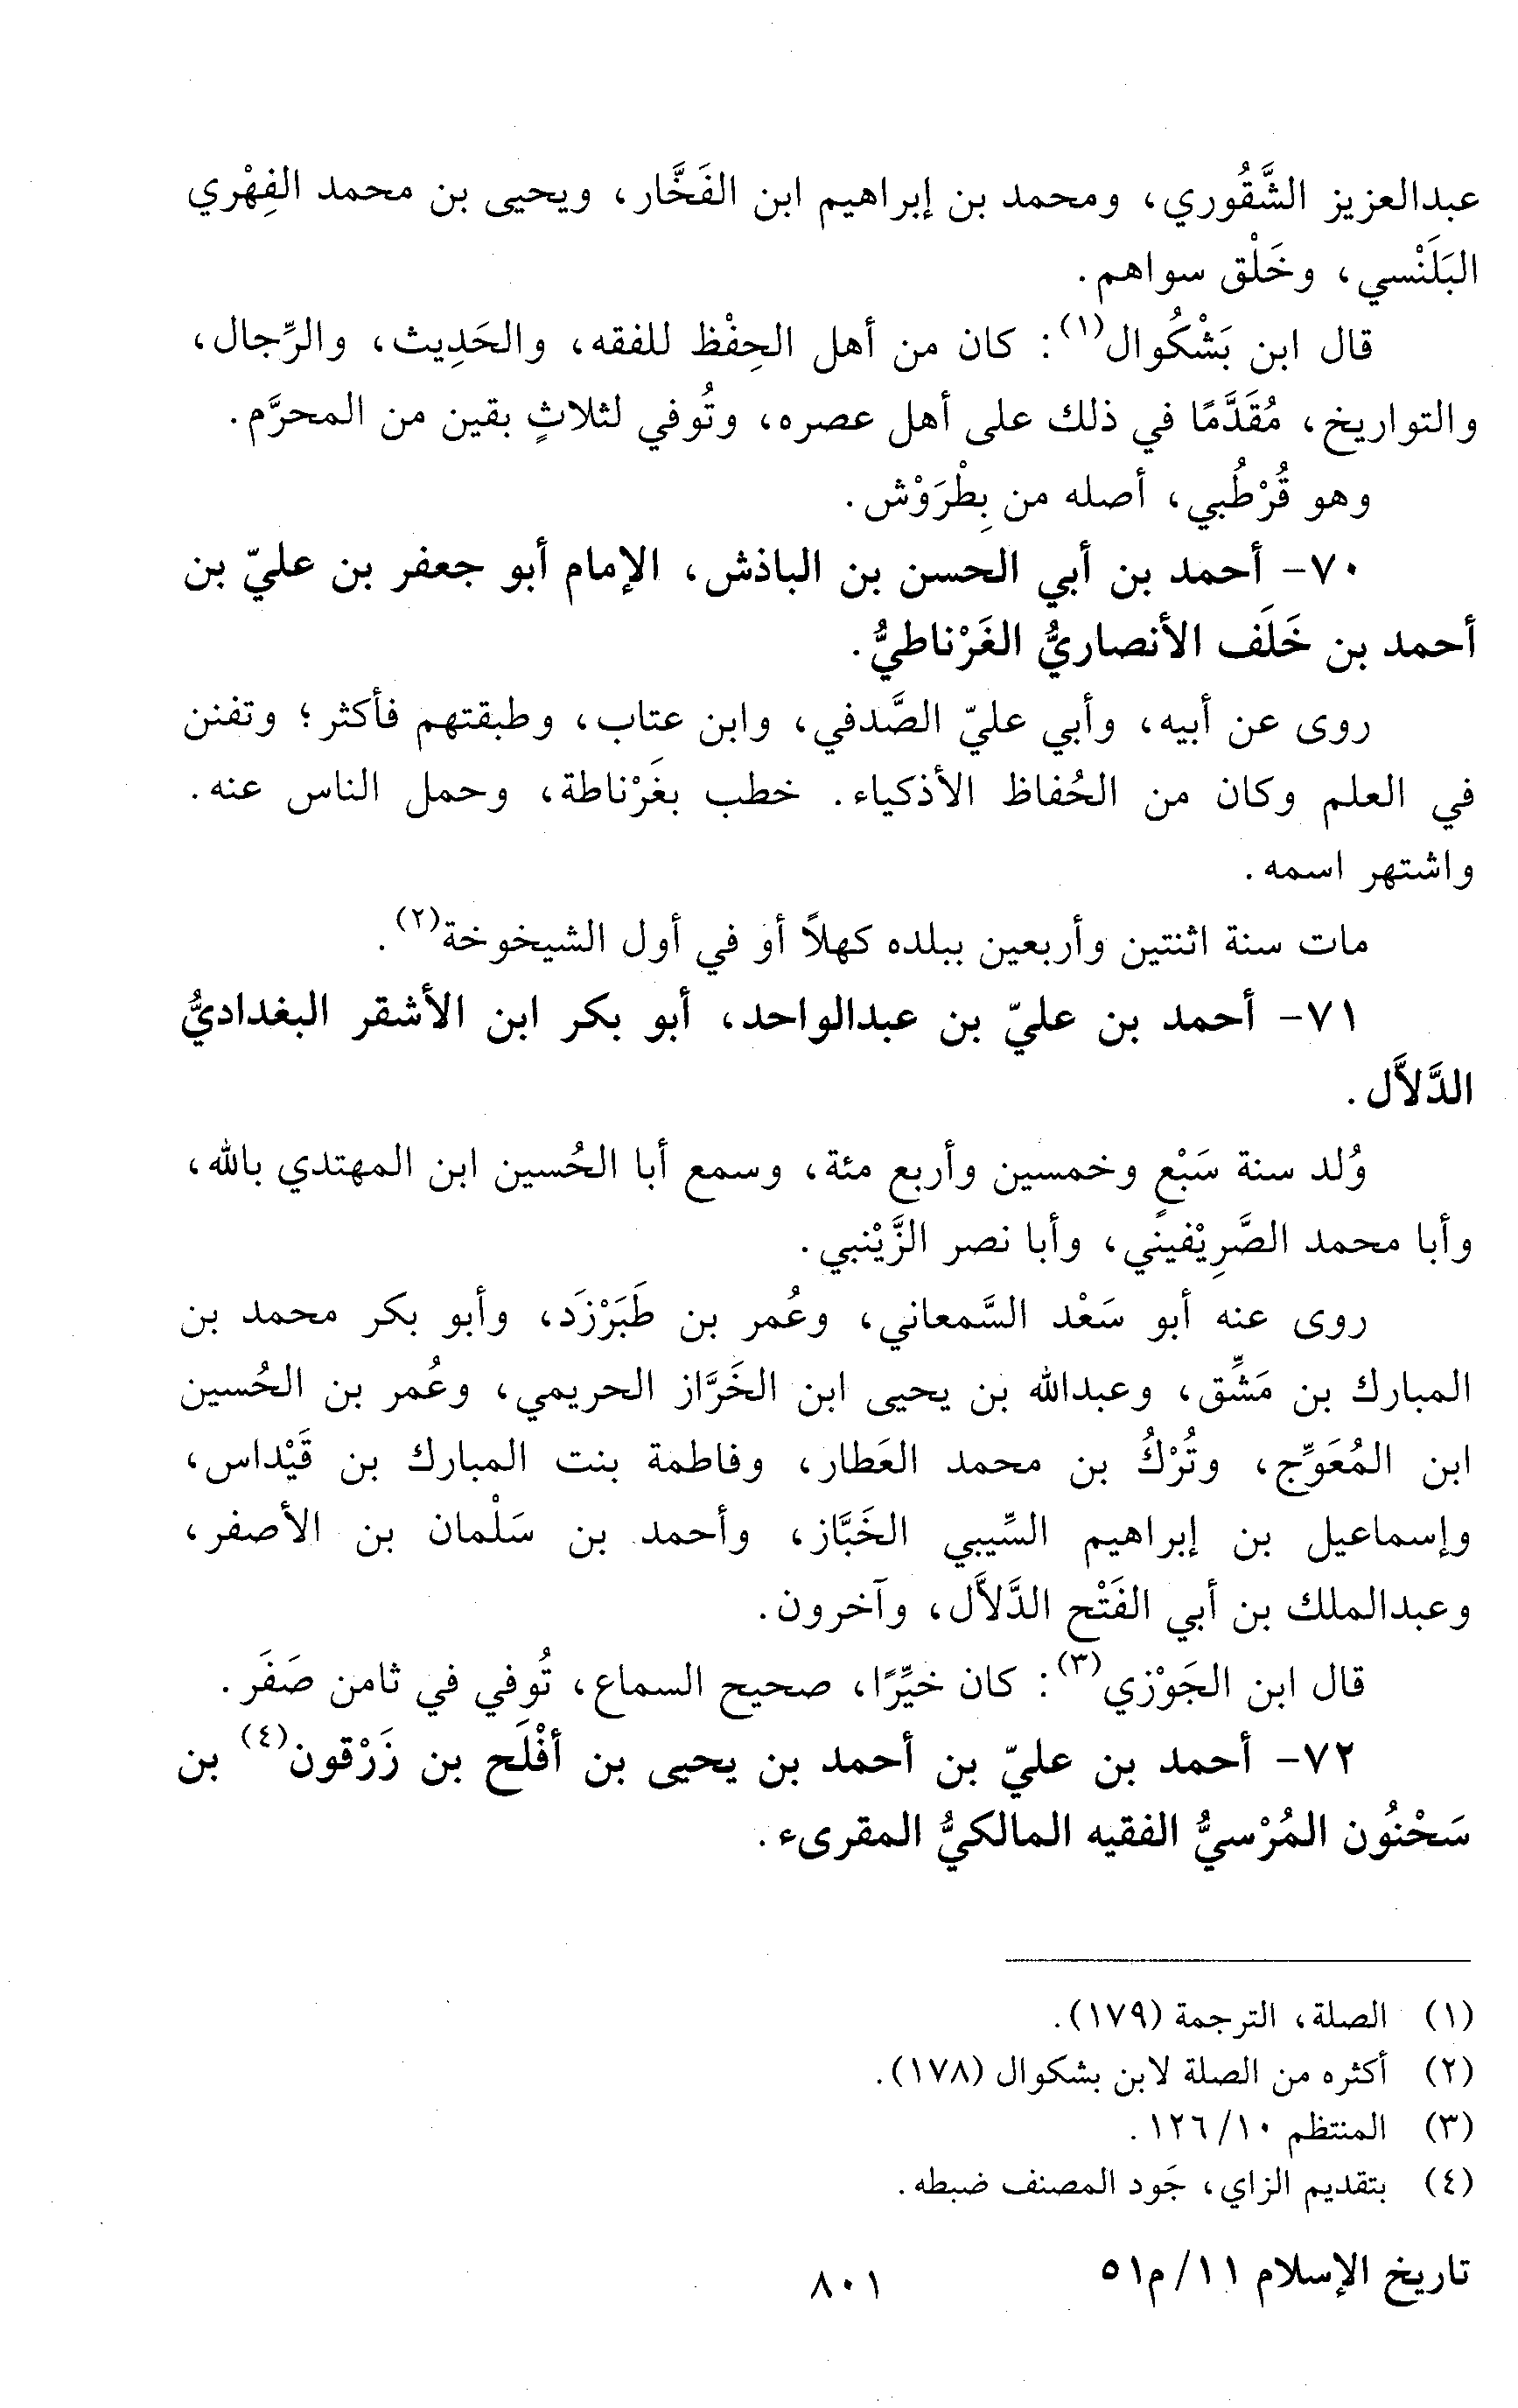 عبدالعزيز الشَّقُوري، ومحمد بن إبراهيم ابن الفَخَّار، ويحيى بن محمد الفِهْري
البَلَنْسي، وخَلْق سواهم.
قال ابن بَشْكُوال(١): كان من أهل الحِفْظ للفقه، والحَدِيث، والرِّجال،
والتواريخ، مُقَدَّمًا في ذلك على أهل عصره، وتُوفي لثلاثٍ بقين من المحرَّم.
وهو قُرْطُبي، أصله من بِطْرَوْش.
٧٠- أحمد بن أبي الحسن بن الباذش، الإمام أبو جعفر بن عليّ بن
أحمد بن خَلَف الأنصاريُّ الغَرْناطيُّ.
روى عن أبيه، وأبي عليّ الصَّدفي، وابن عتاب، وطبقتهم فأكثر؛ وتفنن
في العلم وكان من الحُفاظ الأذكياء. خطب بغَرْناطة، وحمل الناس عنه.
واشتهر اسمه.
مات سنة اثنتين وأربعين ببلده كهلاً أو في أول الشيخوخة(٢).
٧١- أحمد بن عليّ بن عبدالواحد، أبو بكر ابن الأشقر البغداديُّ
الدَّلاَّل.
وُلد سنة سَبْعٍ وخمسين وأربع مئة، وسمع أبا الحُسين ابن المهتدي بالله،
وأبا محمد الصَّرِيْفيني، وأبا نصر الزَّيْنبي.
روى عنه أبو سَعْد السَّمعاني، وعُمر بن طَبَرْزَد، وأبو بكر محمد بن
المبارك بن مَشِّق، وعبدالله بن يحيى ابن الخَرَّاز الحريمي، وعُمر بن الحُسين
ابن المُعَوِّج، وتُرْكُ بن محمد العَطار، وفاطمة بنت المبارك بن قَيْداس،
وإسماعيل بن إبراهيم السِّيبي الخَبَّاز، وأحمد بن سَلْمان بن الأصفر،
وعبدالملك بن أبي الفَتْح الدَّلاَّل، وآخرون.
قال ابن الجَوْزي(٣): كان خيِّرًا، صحيح السماع، تُوفي في ثامن صَفَر.
٧٢- أحمد بن عليّ بن أحمد بن يحيى بن أفْلَح بن زَرْقون(٤) بن
سَحْنُون المُرْسيُّ الفقيه المالكيُّ المقرىء.
(١) الصلة، الترجمة (١٧٩).
(٢) أكثره من الصلة لابن بشكوال (١٧٨).
(٣) المنتظم ١٠/ ١٢٦.
(٤) بتقديم الزاي، جَود المصنف ضبطه.
تاريخ الإسلام ١١/ م٥١
٨٠١